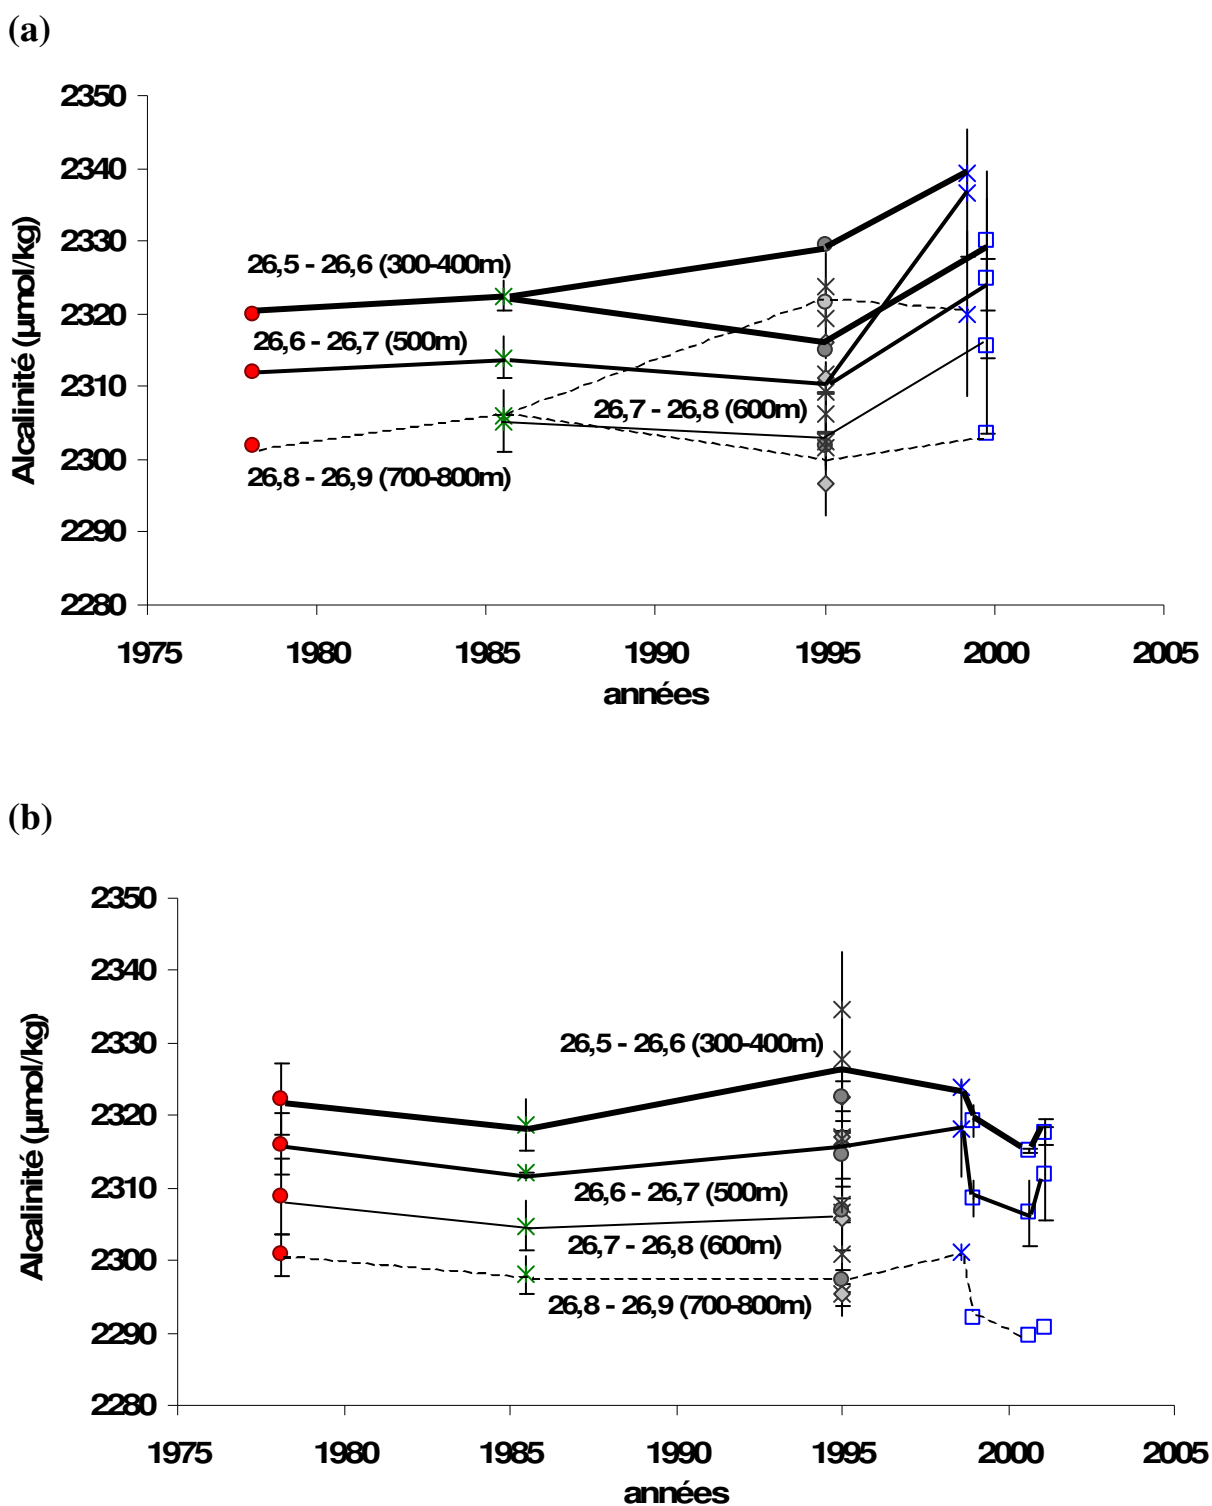 (a)
2350
2340
2330
2320
2310
2300
2290
2280
Alcalinité (µmol/kg)
26,5 - 26,6 (300-400m)
26,6 - 26,7 (500m)
26,7 - 26,8 (600m)
26,8 - 26,9 (700-800m)
1975 1980 1985 1990 1995 2000 2005
années
(b)
2350
2340
2330
2320
2310
2300
2290
2280
Alcalinité (µmol/kg)
26,5 - 26,6 (300-400m)
26,6 - 26,7 (500m)
26,7 - 26,8 (600m)
26,8 - 26,9 (700-800m)
1975 1980 1985 1990 1995 2000 2005
années